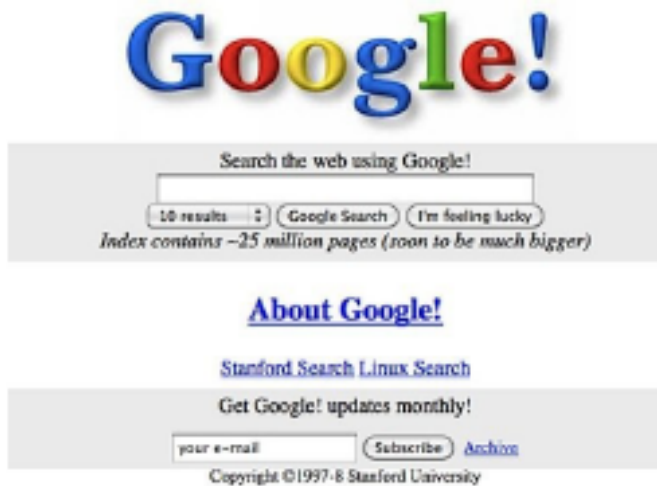 Google!
Search the web using Google!
10 results Google Search I'm feeling lucky
Index contains ~25 million pages (soon to be much bigger)
About Google!
Stanford Search Linux Search
Get Google! updates monthly!
your e-mail Subscribe Archive
Copyright ©1997-8 Stanford University